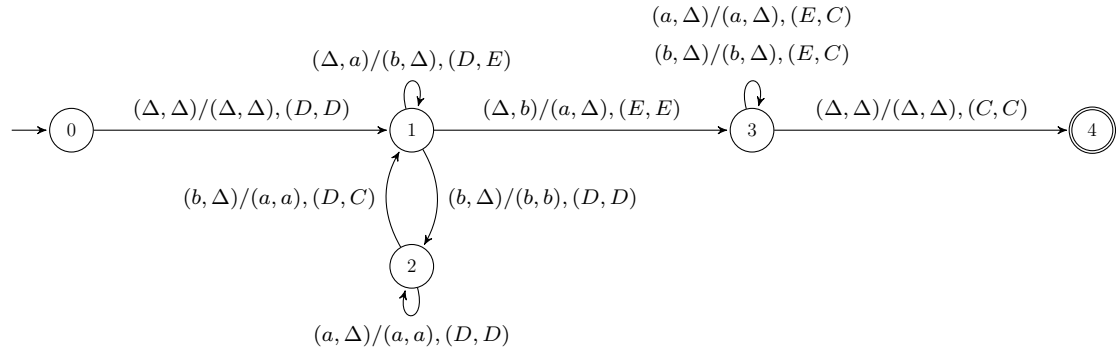 (a, Δ)/(a, Δ), (E, C)
(Δ, a)/(b, Δ), (D, E)
(b, Δ)/(b, Δ), (E, C)
(Δ, Δ)/(Δ, Δ), (D, D)
(Δ, b)/(a, Δ), (E, E)
(Δ, Δ)/(Δ, Δ), (C, C)
0
1
3
4
(b, Δ)/(a, a), (D, C)
(b, Δ)/(b, b), (D, D)
2
(a, Δ)/(a, a), (D, D)